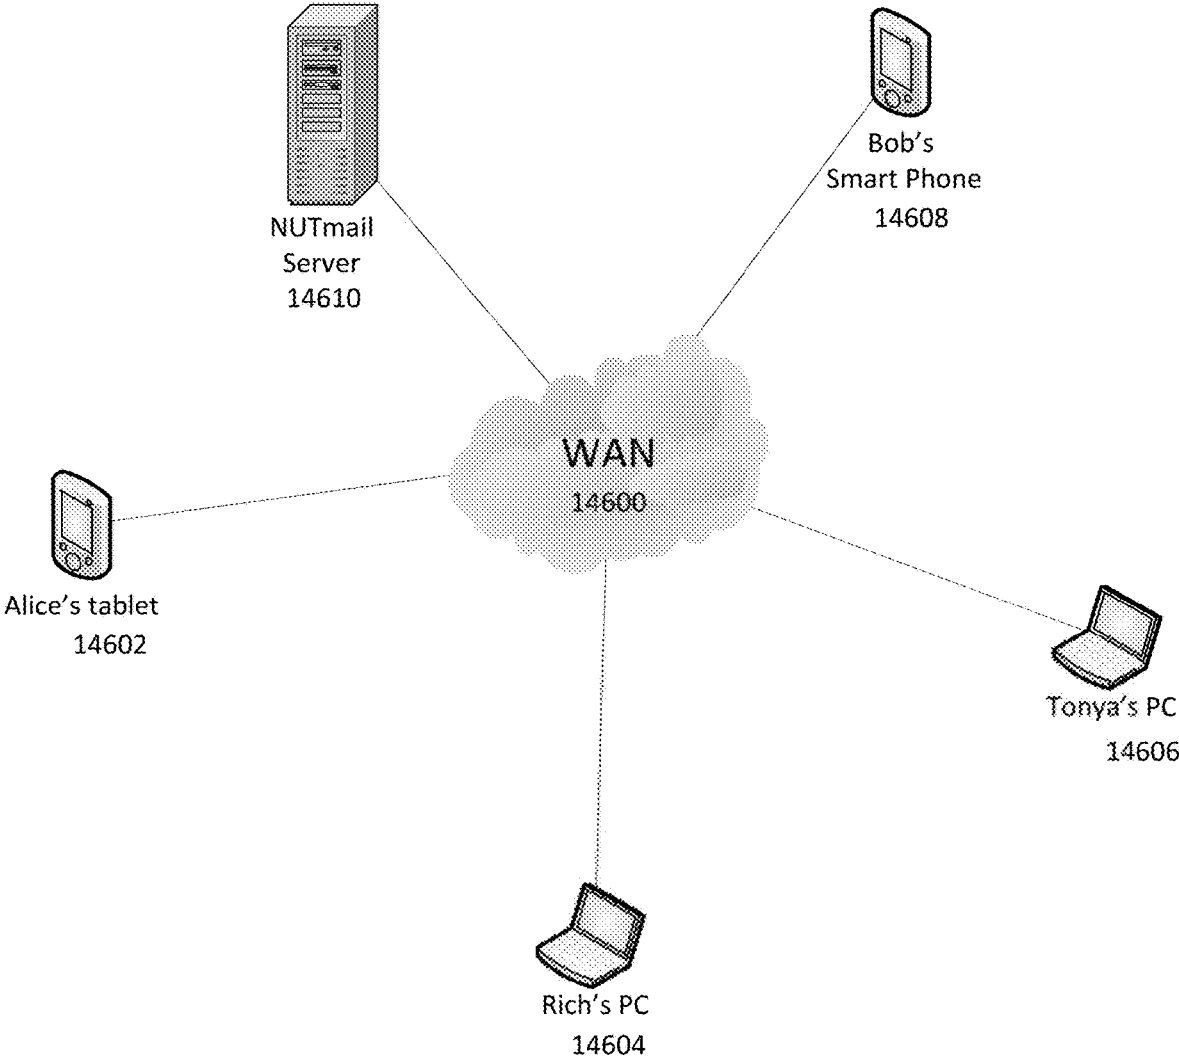 Bob's
Smart Phone
14608
NUTmail
Server
14610
WAN
14600
Alice's tablet
14602
Tonya's PC
14606
Rich's PC
14604